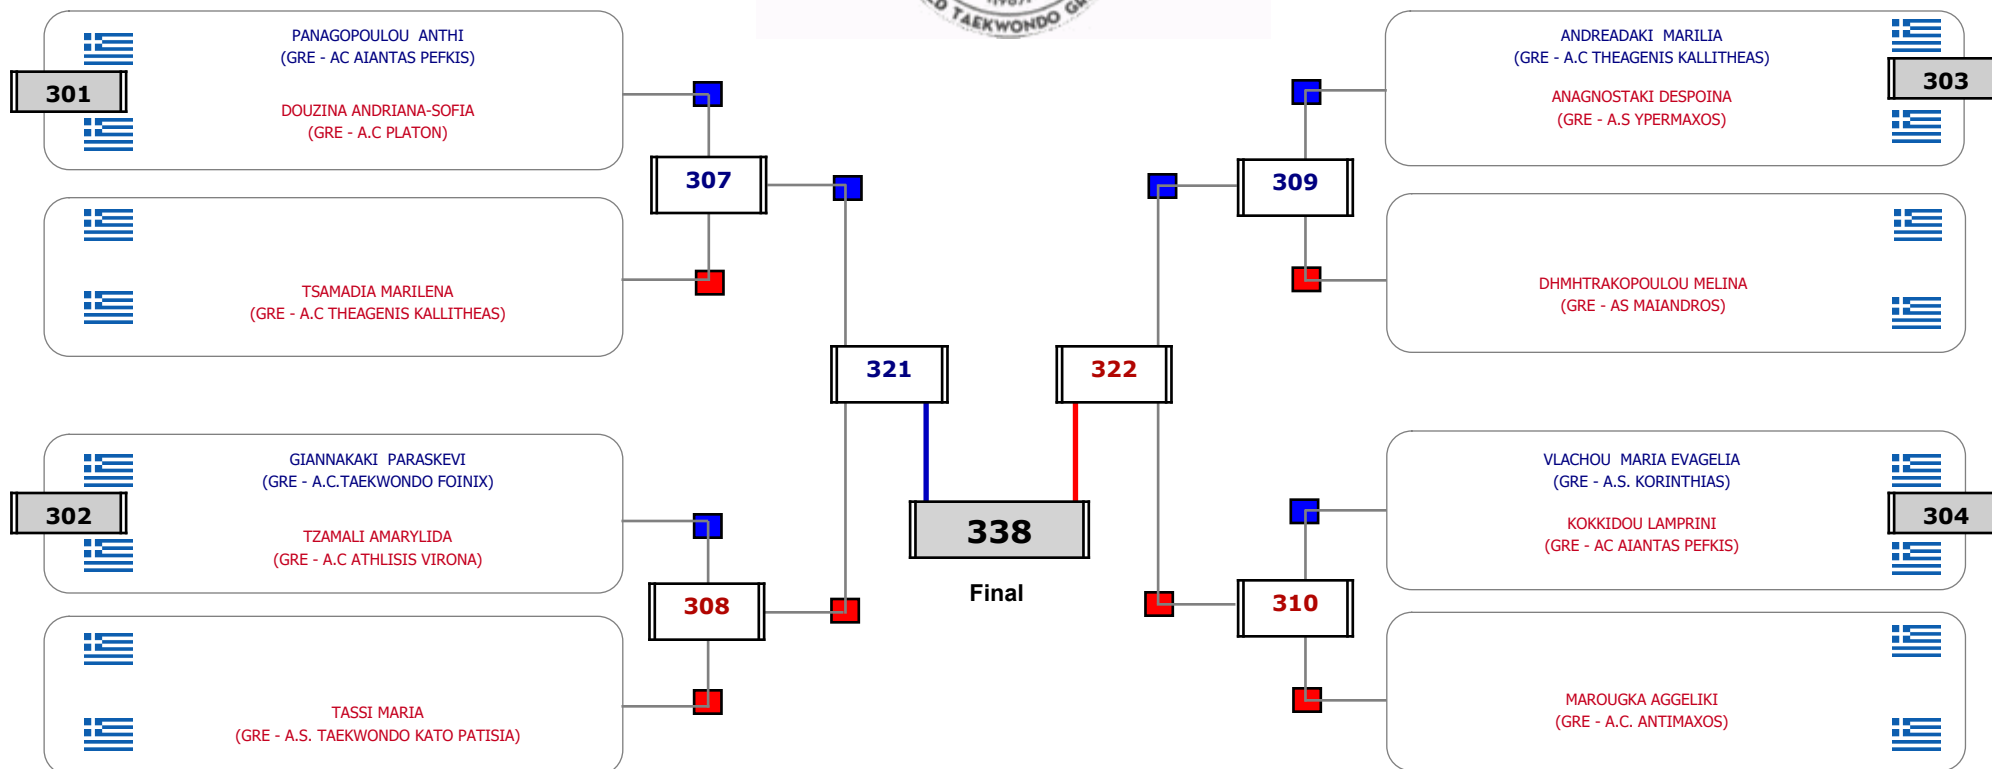 TAEKWONDO
PANAGOPOULOU ANTHI
(GRE - AC AIANTAS PEFKIS)
301
DOUZINA ANDRIANA-SOFIA
(GRE - A.C PLATON)
307
TSAMADIA MARILENA
(GRE - A.C THEAGENIS KALLITHEAS)
321
GIANNAKAKI PARASKEVI
(GRE - A.C.TAEKWONDO FOINIX)
302
TZAMALI AMARYLIDA
(GRE - A.C ATHLISIS VIRONA)
308
TASSI MARIA
(GRE - A.S. TAEKWONDO KATO PATISIA)
338
Final
ANDREADAKI MARILIA
(GRE - A.C THEAGENIS KALLITHEAS)
303
ANAGNOSTAKI DESPOINA
(GRE - A.S YPERMAXOS)
309
DHMHTRAKOPOULOU MELINA
(GRE - AS MAIANDROS)
322
VLACHOU MARIA EVAGELIA
(GRE - A.S. KORINTHIAS)
304
KOKKIDOU LAMPRINI
(GRE - AC AIANTAS PEFKIS)
310
MAROUGKA AGGELIKI
(GRE - A.C. ANTIMAXOS)